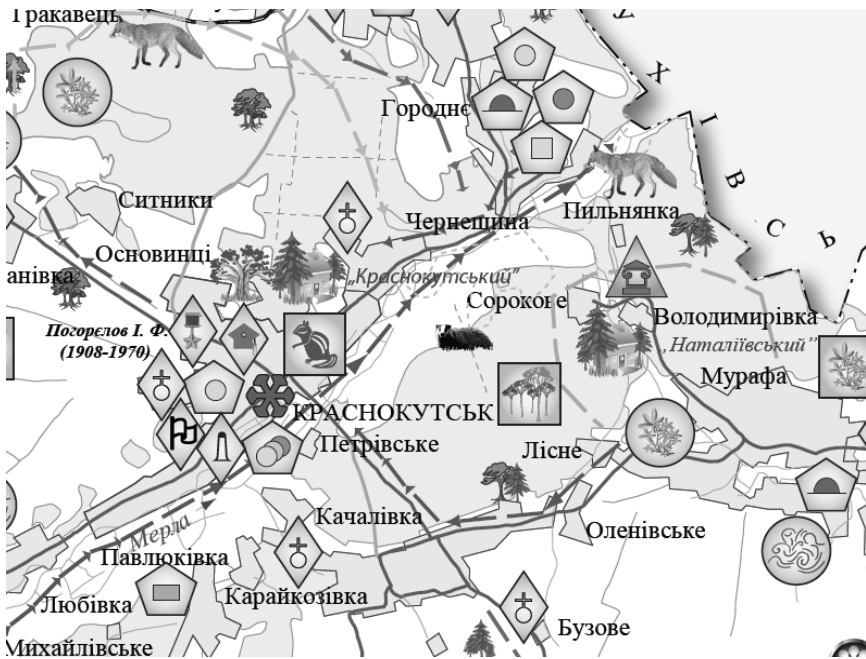 Гракавець
У
Х
І
В
С
Ь
Городнє
Ситники
Чернещина
Пильнянка
Основинці
анівка
„Краснокутський”
Сорокове
Погорєлов І. Ф.
(1908-1970)
Володимирівка
„Наталіївський”
Мурафа
КРАСНОКУТСЬК
Петрівське
Лісне
Качалівка
Мерла
Оленівське
Павлюківка
Любівка
Карайкозівка
Бузове
Михайлівське